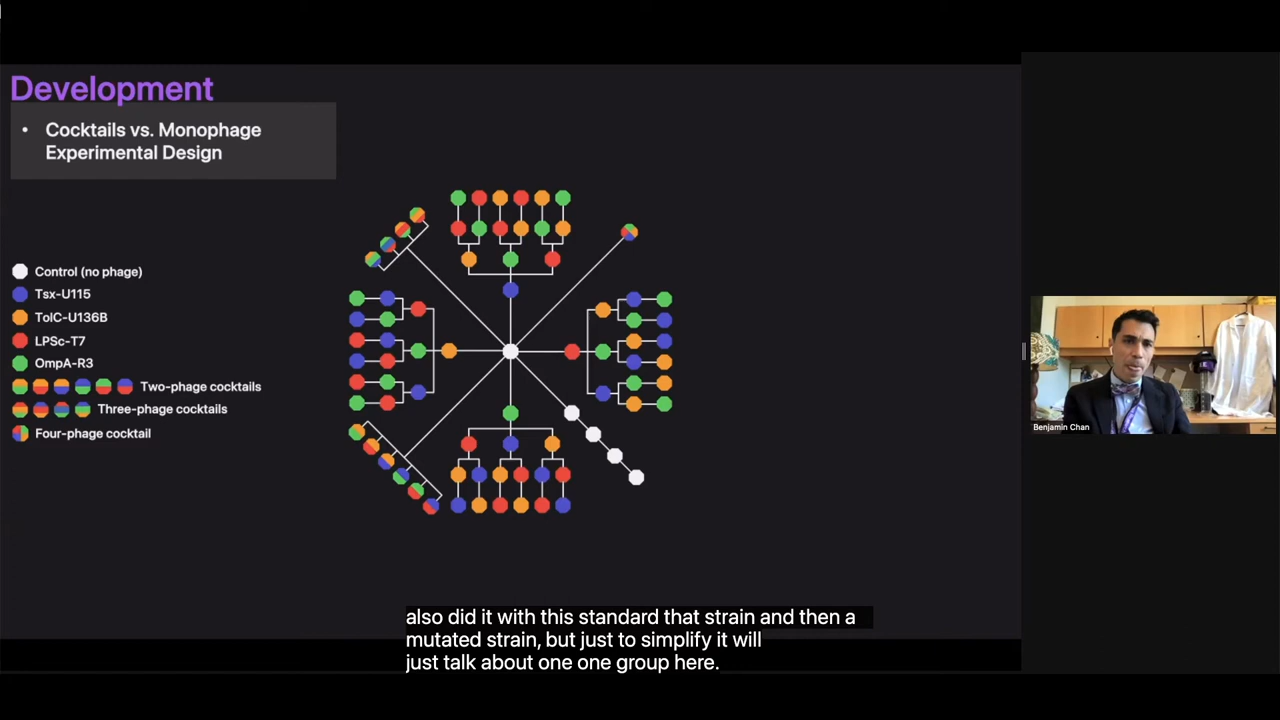 Development
• Cocktails vs. Monophage
Experimental Design
Control (no phage)
Tsx-U115
TolC-U136B
LPSc-T7
OmpA-R3
Two-phage cocktails
Three-phage cocktails
Four-phage cocktail
Benjamin Chan
also did it with this standard that strain and then a
mutated strain, but just to simplify it will
just talk about one one group here.